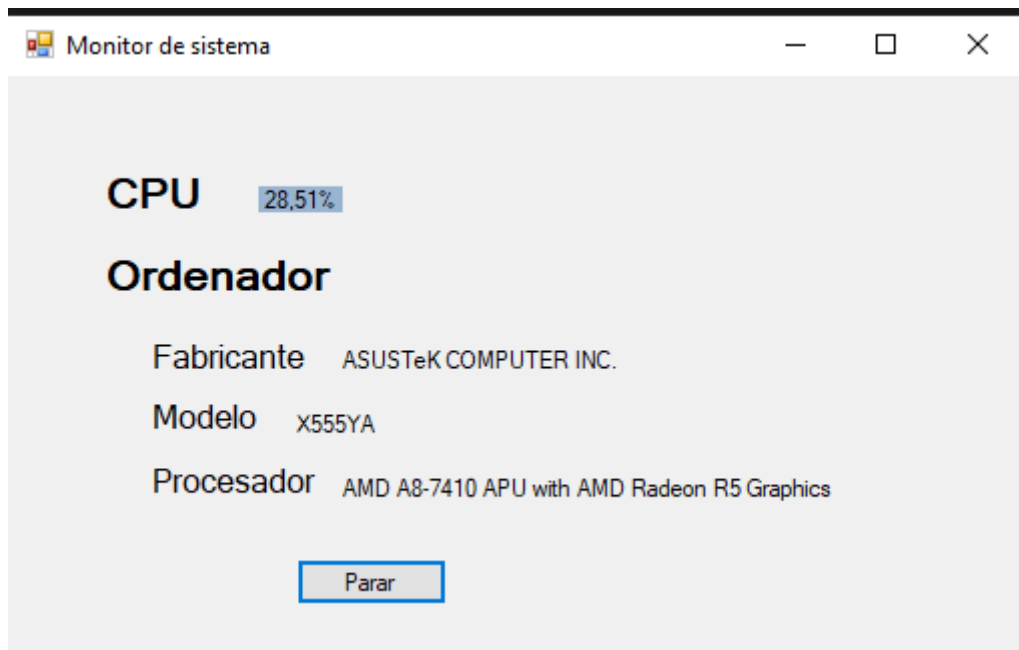 Monitor de sistema
CPU 28,51%
Ordenador
Fabricante ASUSTeK COMPUTER INC.
Modelo X555YA
Procesador AMD A8-7410 APU with AMD Radeon R5 Graphics
Parar